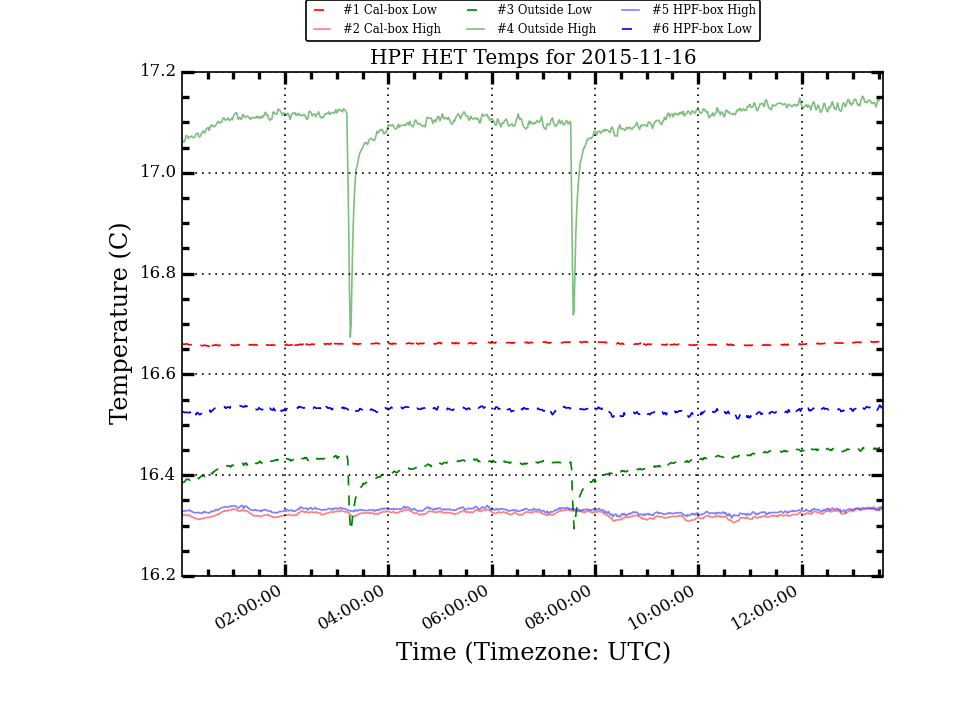 #1 Cal-box Low #3 Outside Low #5 HPF-box High
#2 Cal-box High #4 Outside High #6 HPF-box Low
HPF HET Temps for 2015-11-16
17.2
17.0
16.8
16.6
16.4
16.2
Temperature (C)
02:00:00 04:00:00 06:00:00 08:00:00 10:00:00 12:00:00
Time (Timezone: UTC)